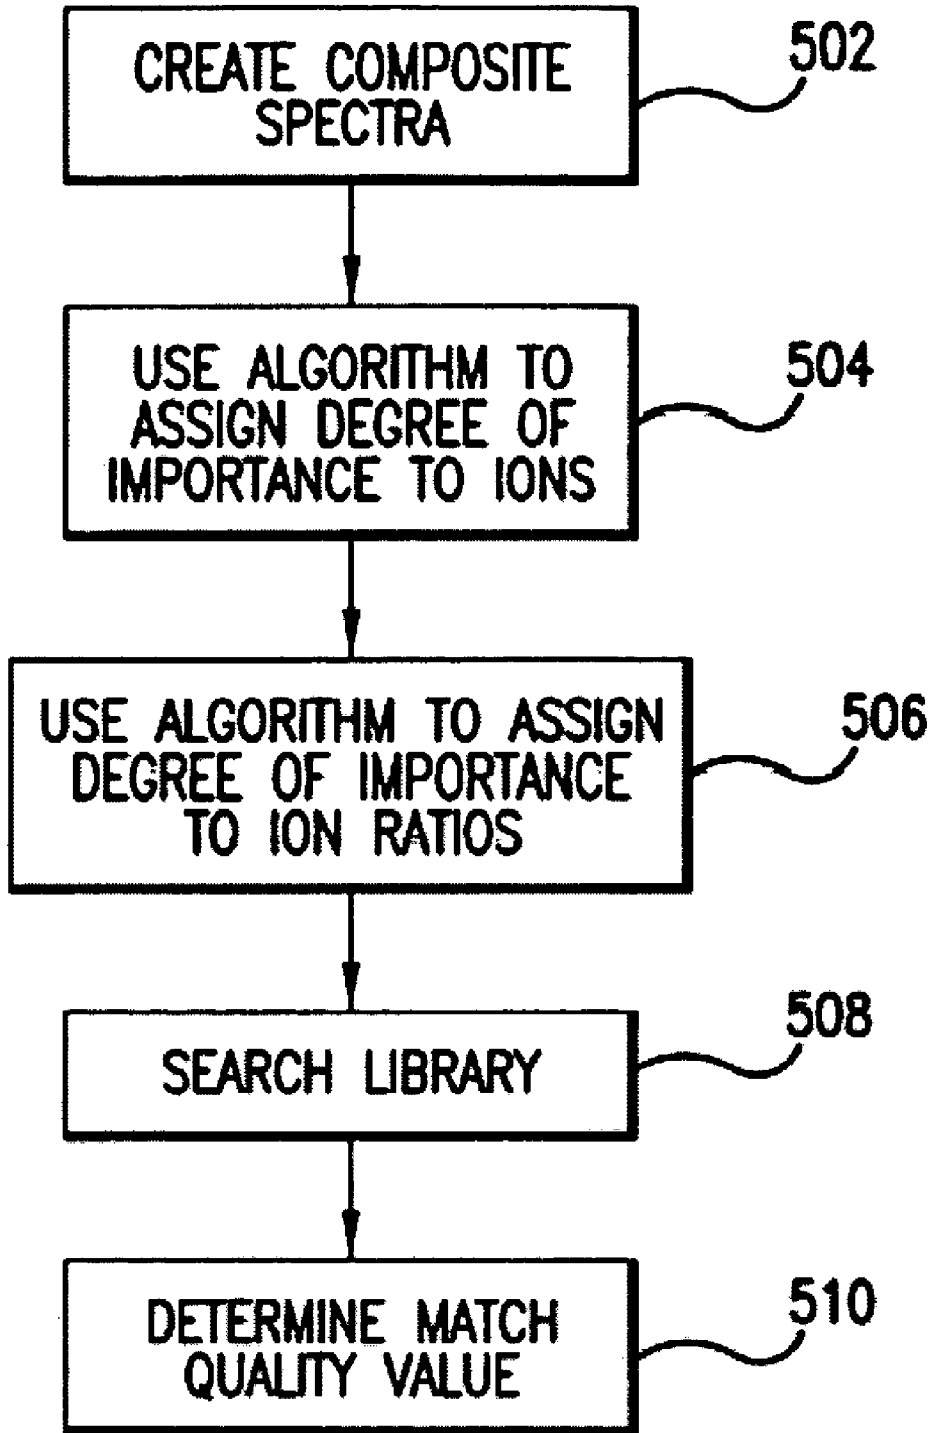 CREATE COMPOSITE
SPECTRA
502
USE ALGORITHM TO
ASSIGN DEGREE OF
IMPORTANCE TO IONS
504
USE ALGORITHM TO ASSIGN
DEGREE OF IMPORTANCE
TO ION RATIOS
506
SEARCH LIBRARY
508
DETERMINE MATCH
QUALITY VALUE
510